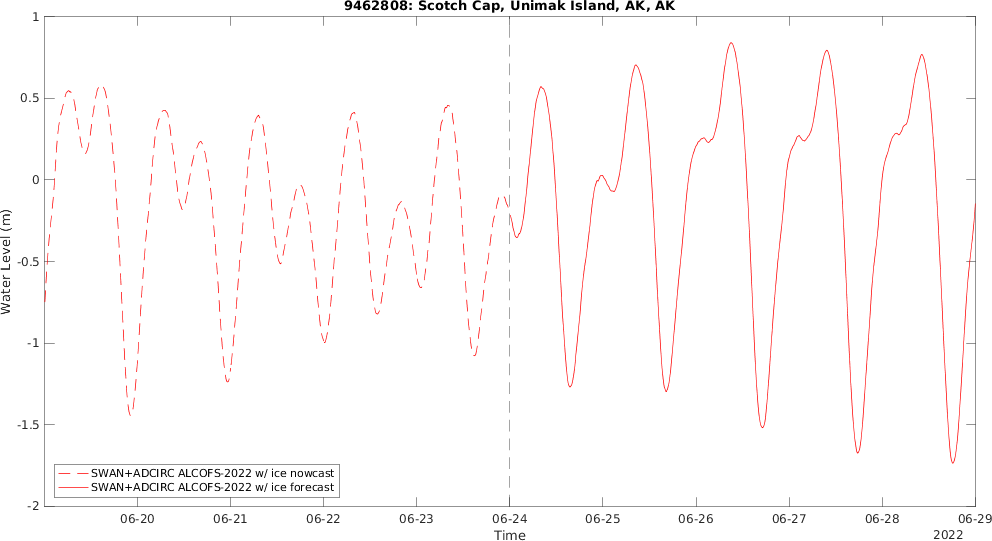 9462808: Scotch Cap, Unimak Island, AK, AK
1
0.5
0
-0.5
-1
-1.5
-2
Water Level (m)
SWAN+ADCIRC ALCOFS-2022 w/ ice nowcast
SWAN+ADCIRC ALCOFS-2022 w/ ice forecast
06-20 06-21 06-22 06-23 06-24 06-25 06-26 06-27 06-28 06-29
Time
2022